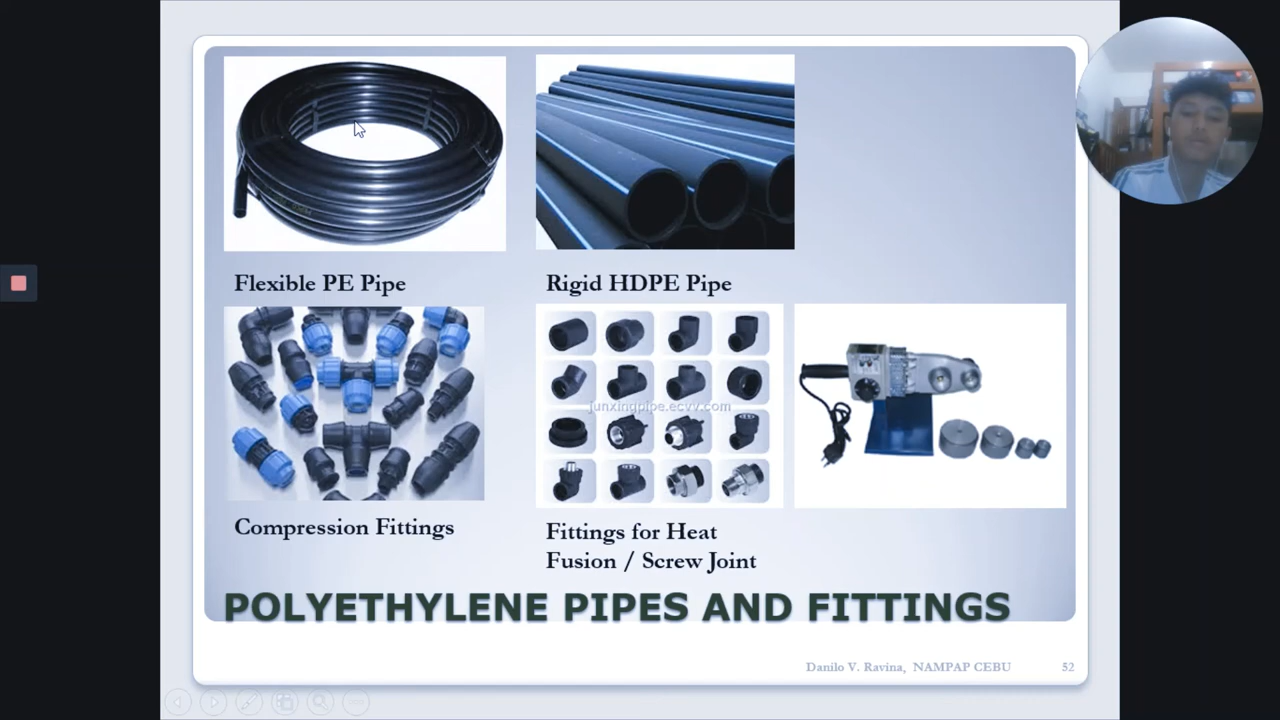 Flexible PE Pipe
Rigid HDPE Pipe
junxingpipe.ecvv.com
Compression Fittings
Fittings for Heat
Fusion / Screw Joint
POLYETHYLENE PIPES AND FITTINGS
Danilo V. Ravina, NAMPAP CEBU
52